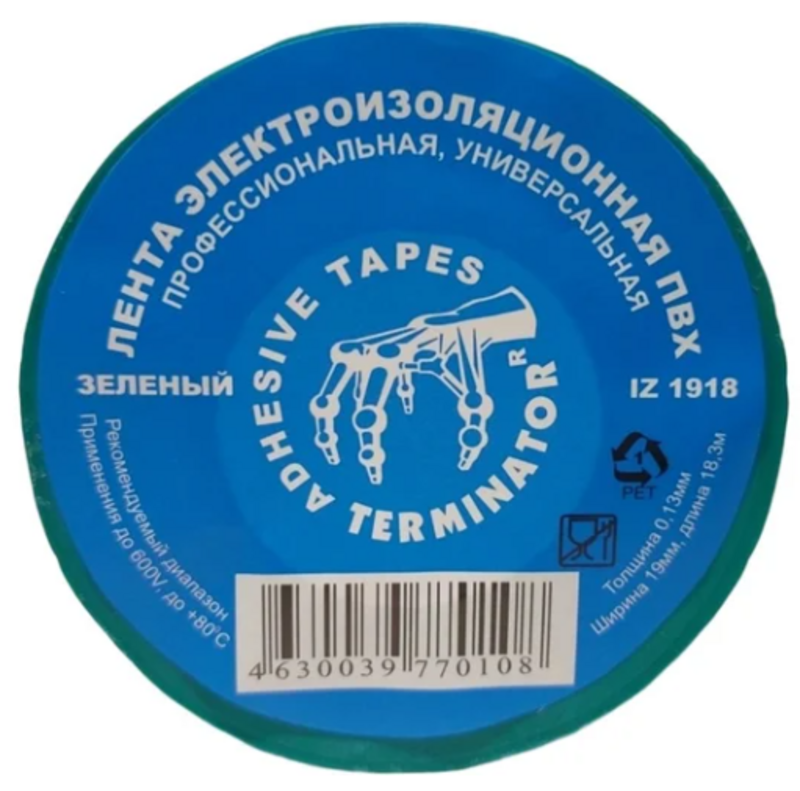 ЛЕНТА ЭЛЕКТРОИЗОЛЯЦИОННАЯ ПВХ
ПРОФЕССИОНАЛЬНАЯ, УНИВЕРСАЛЬНАЯ
ADHESIVE TAPES
TERMINATOR R
ЗЕЛЕНЫЙ
IZ 1918
Рекомендуемый диапазон
Применения до 600V, до +80°C
1
PET
Толщина 0,13мм
Ширина 19мм, длина 18,3м
4630039770108